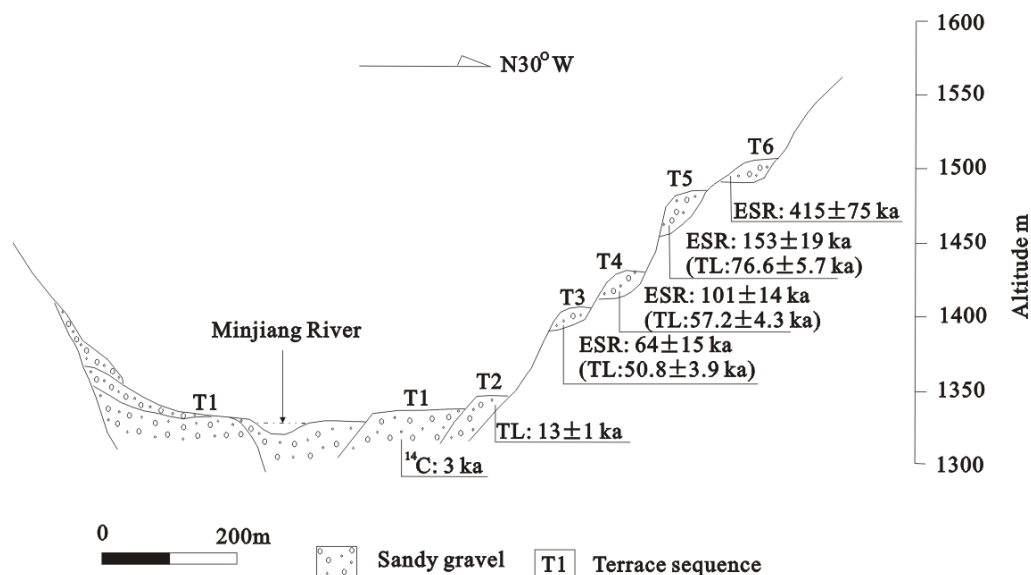 1600
N30° W
1550
T6
1500
T5
ESR: 415±75 ka
ESR: 153±19 ka
(TL:76.6±5.7 ka)
1450
T4
ESR: 101±14 ka
(TL:57.2±4.3 ka)
T3
1400
Altitude m
Minjiang River
ESR: 64±15 ka
(TL:50.8±3.9 ka)
T2
1350
T1
T1
TL: 13±1 ka
¹⁴C: 3 ka
1300
0 200m
Sandy gravel
T1 Terrace sequence